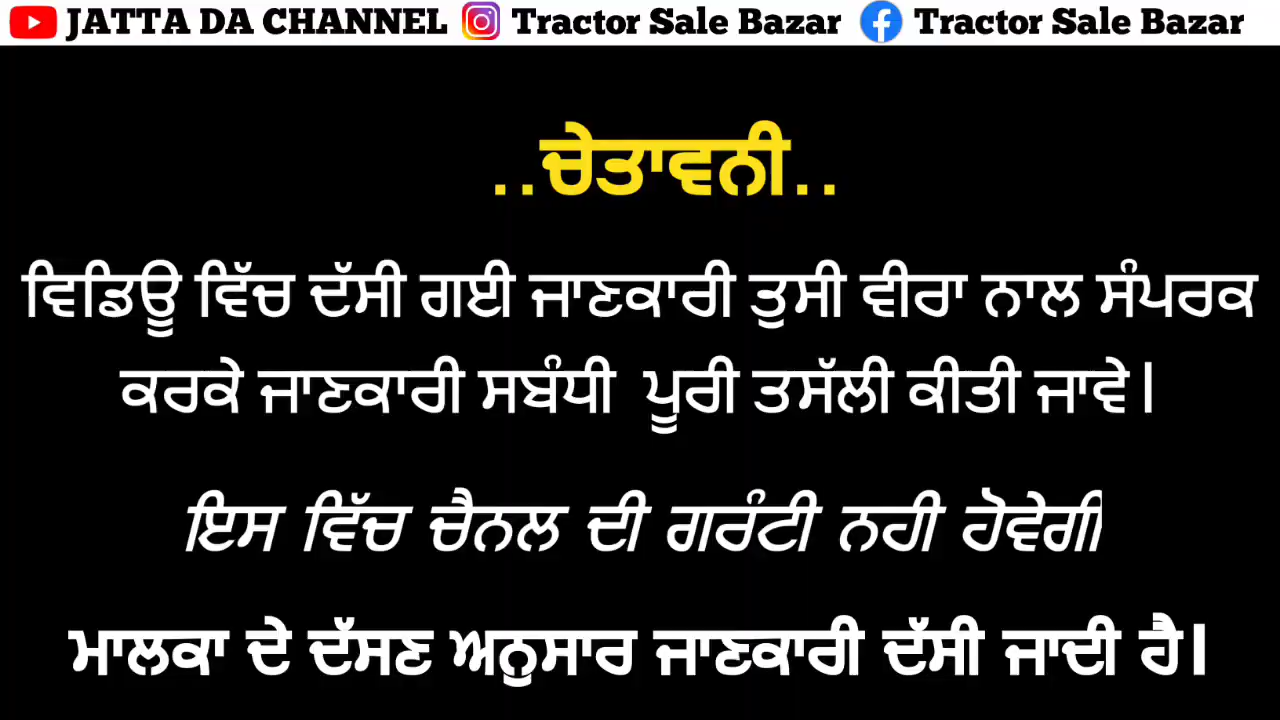 JATTA DA CHANNEL Tractor Sale Bazar Tractor Sale Bazar
..ਚੇਤਾਵਨੀ..
ਵਿਡਿਊ ਵਿੱਚ ਦੱਸੀ ਗਈ ਜਾਣਕਾਰੀ ਤੁਸੀ ਵੀਰਾ ਨਾਲ ਸੰਪਰਕ
ਕਰਕੇ ਜਾਣਕਾਰੀ ਸਬੰਧੀ ਪੂਰੀ ਤਸੱਲੀ ਕੀਤੀ ਜਾਵੇ।
ਇਸ ਵਿੱਚ ਚੈਨਲ ਦੀ ਗਰੰਟੀ ਨਹੀ ਹੋਵੇਗੀ
ਮਾਲਕਾ ਦੇ ਦੱਸਣ ਅਨੁਸਾਰ ਜਾਣਕਾਰੀ ਦੱਸੀ ਜਾਦੀ ਹੈ।